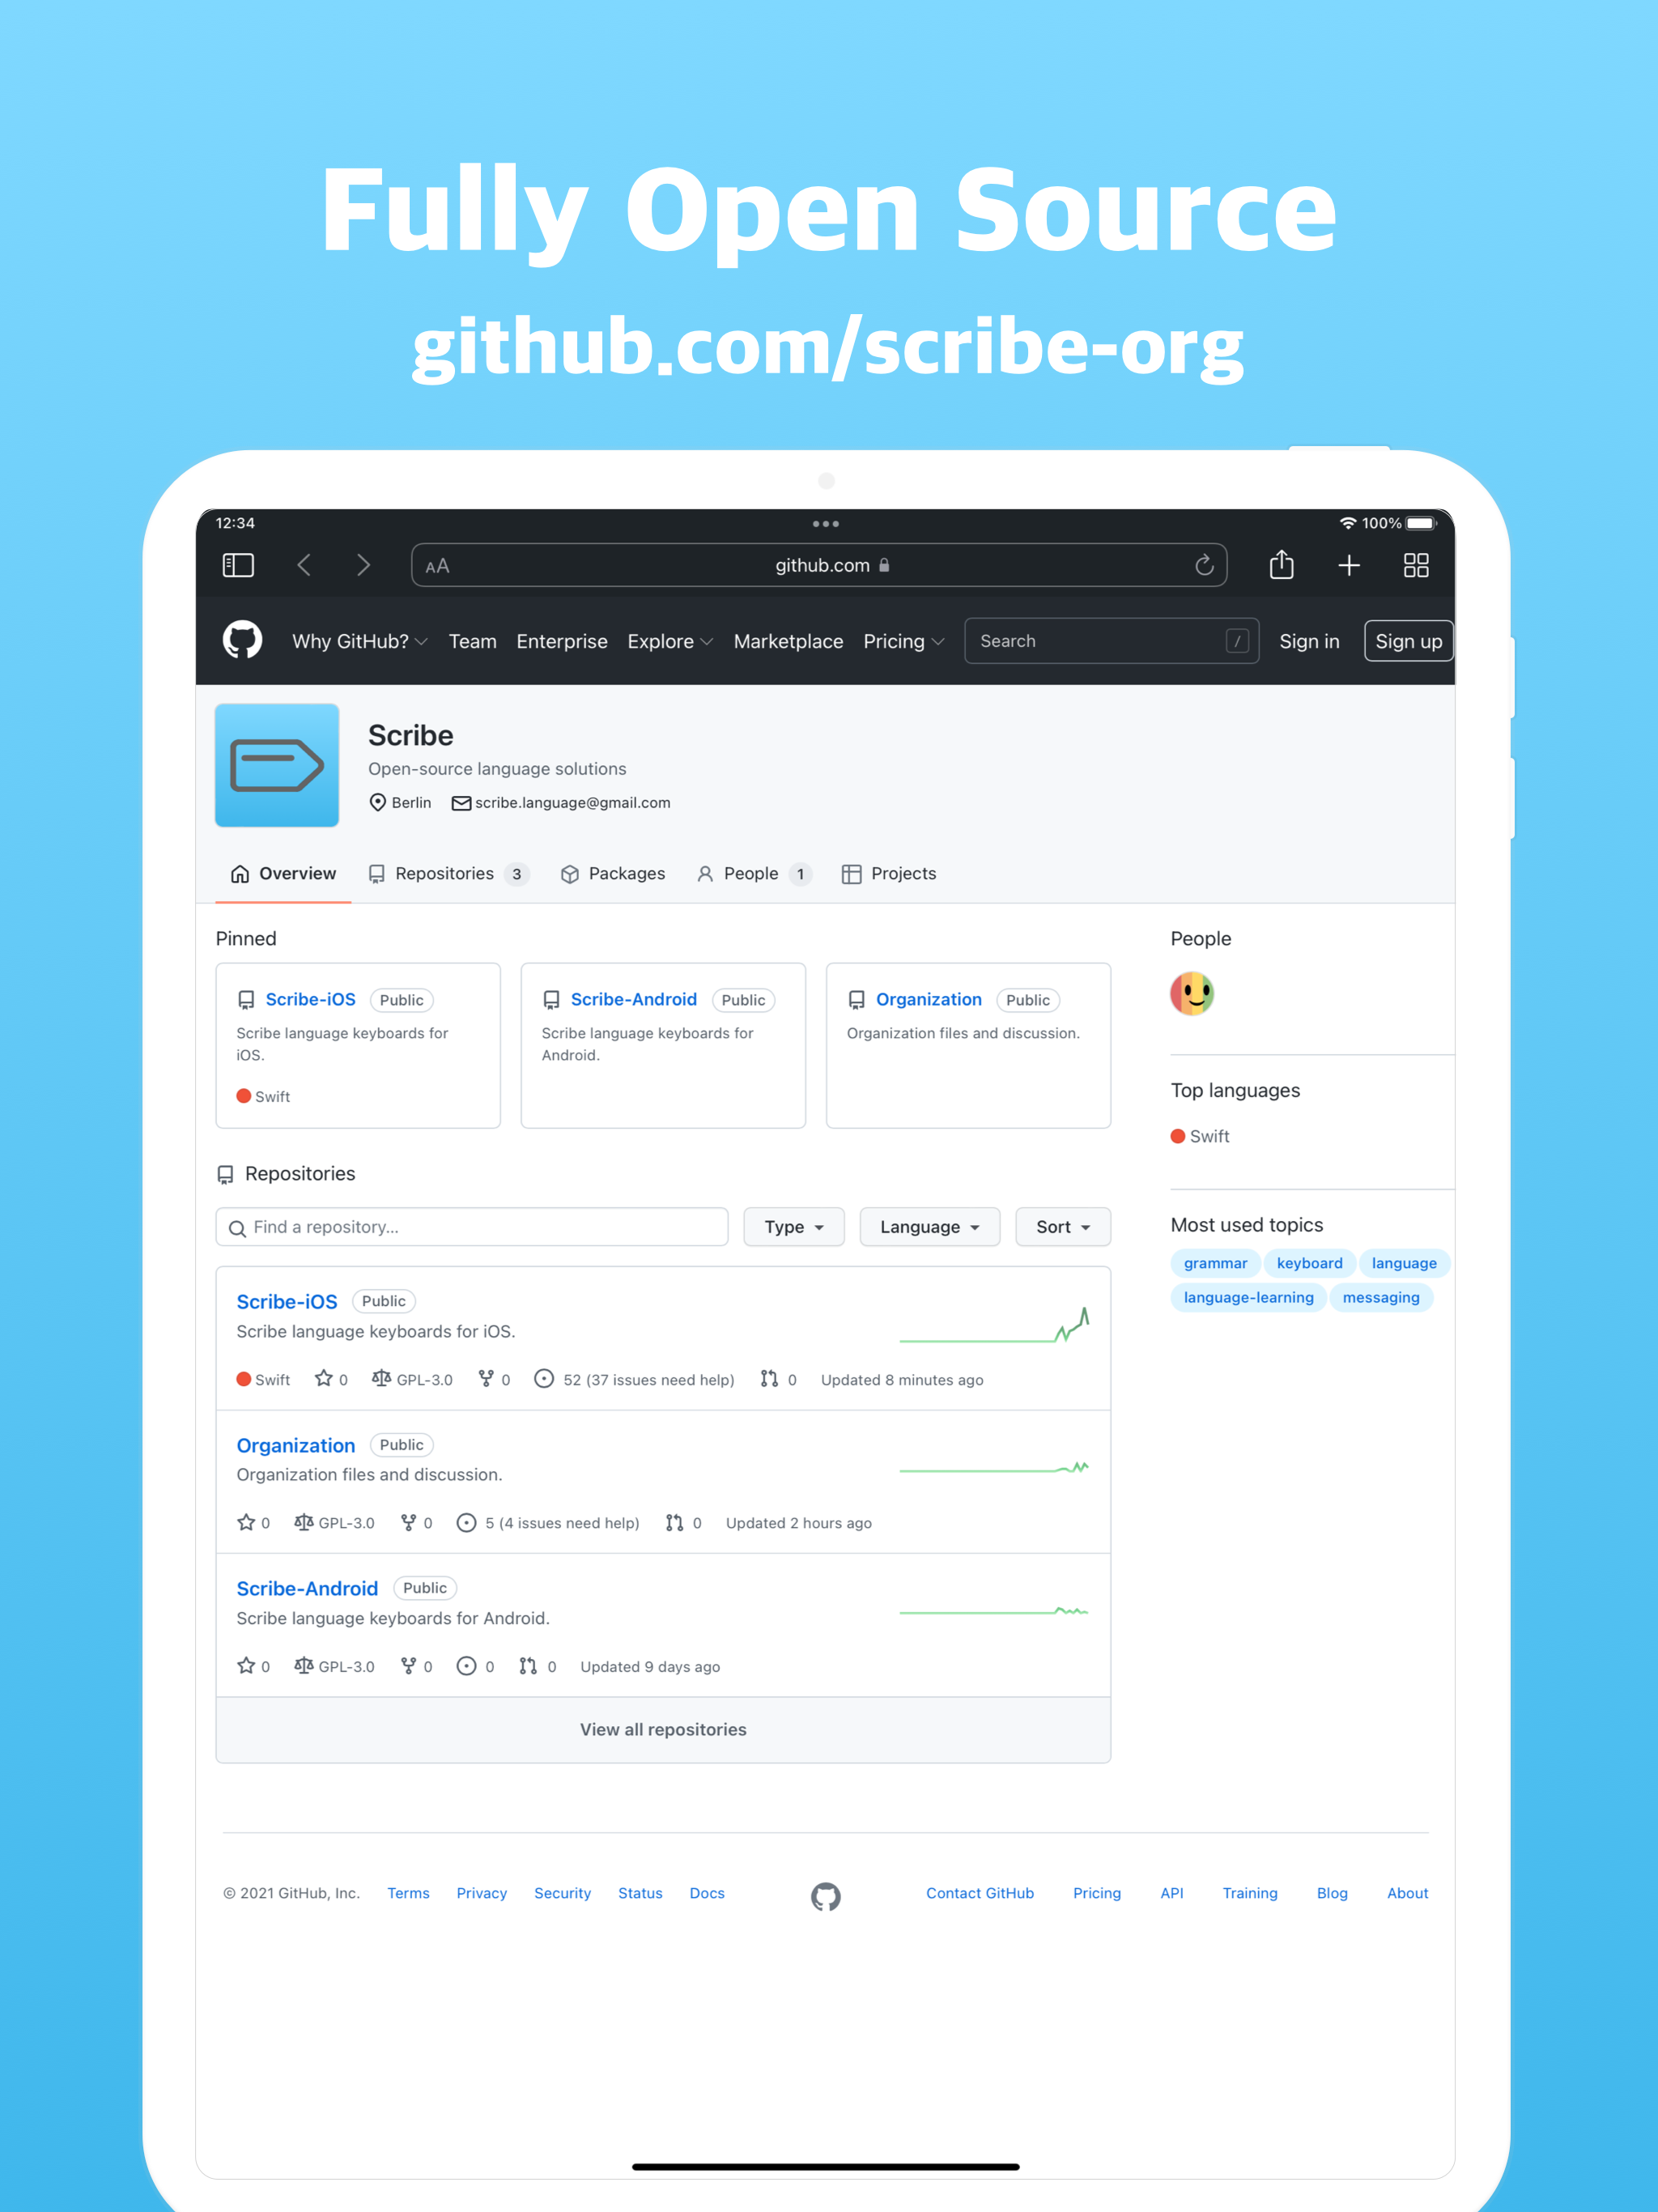 Fully Open Source
github.com/scribe-org
12:34
100%
AA
github.com
Why GitHub? Team Enterprise Explore Marketplace Pricing Search / Sign in Sign up
Scribe
Open-source language solutions
Berlin scribe.language@gmail.com
Overview Repositories 3 Packages People 1 Projects
Pinned
Scribe-iOS Public
Scribe language keyboards for
iOS.
Swift
Scribe-Android Public
Scribe language keyboards for
Android.
Organization Public
Organization files and discussion.
People
Top languages
Swift
Most used topics
grammar keyboard language
language-learning messaging
Repositories
Find a repository...
Type Language Sort
Scribe-iOS Public
Scribe language keyboards for iOS.
Swift 0 GPL-3.0 0 52 (37 issues need help) 0 Updated 8 minutes ago
Organization Public
Organization files and discussion.
0 GPL-3.0 0 5 (4 issues need help) 0 Updated 2 hours ago
Scribe-Android Public
Scribe language keyboards for Android.
0 GPL-3.0 0 0 0 Updated 9 days ago
View all repositories
© 2021 GitHub, Inc. Terms Privacy Security Status Docs Contact GitHub Pricing API Training Blog About